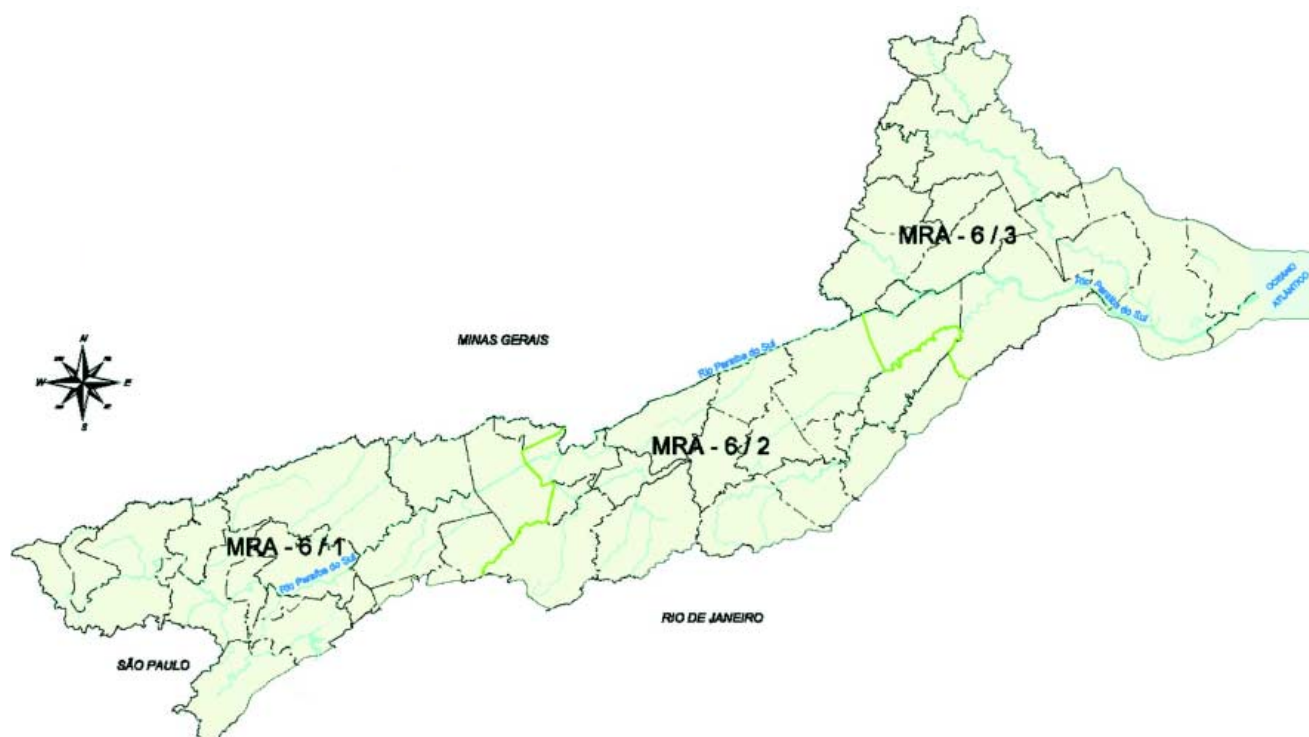 MRA - 6 / 3
OCEANO
ATLÂNTICO
Rio Paraíba do Sul
MINAS GERAIS
Rio Paraíba do Sul
N
W
E
S
MRA - 6 / 2
MRA - 6 / 1
Rio Paraíba do Sul
RIO DE JANEIRO
SÃO PAULO